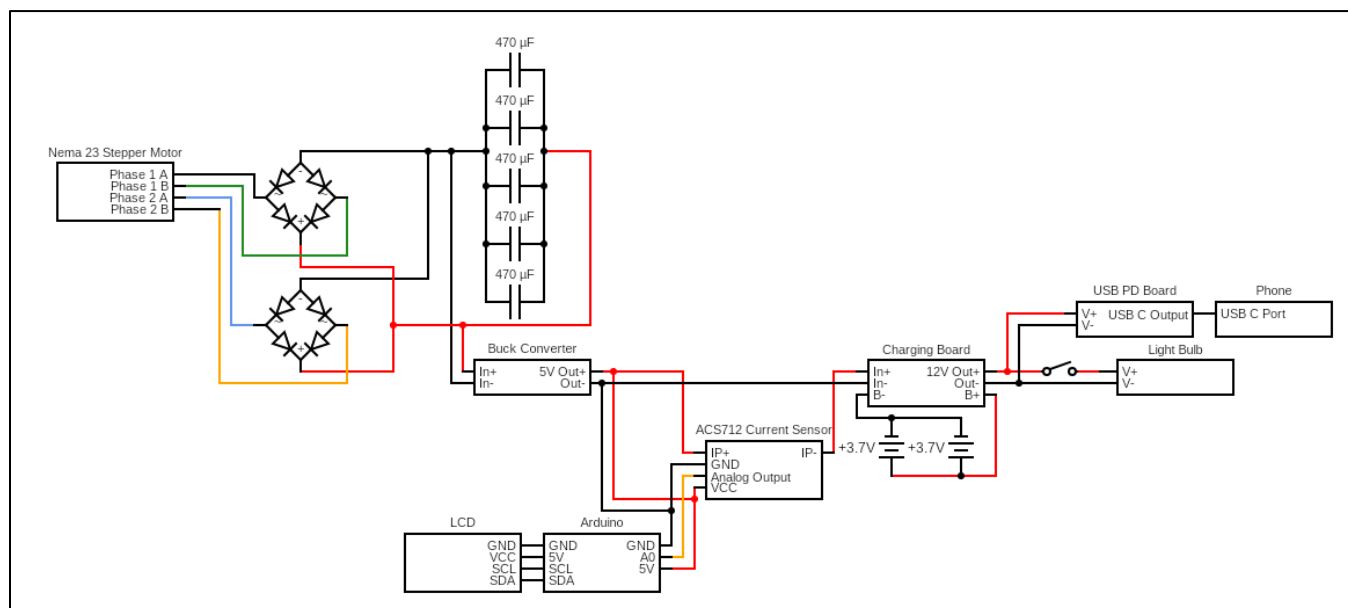 470 µF
470 µF
470 µF
470 µF
470 µF
Nema 23 Stepper Motor
Phase 1 A
Phase 1 B
Phase 2 A
Phase 2 B
-
~ ~
+
-
~ ~
+
Buck Converter
In+ 5V Out+
In- Out-
ACS712 Current Sensor
IP+ IP-
GND
Analog Output
VCC
Charging Board
In+ 12V Out+
In- Out-
B- B+
+3.7V +3.7V
USB PD Board
V+ USB C Output
V-
Phone
USB C Port
Light Bulb
V+
V-
LCD
GND
VCC
SCL
SDA
Arduino
GND GND
5V A0
SCL 5V
SDA